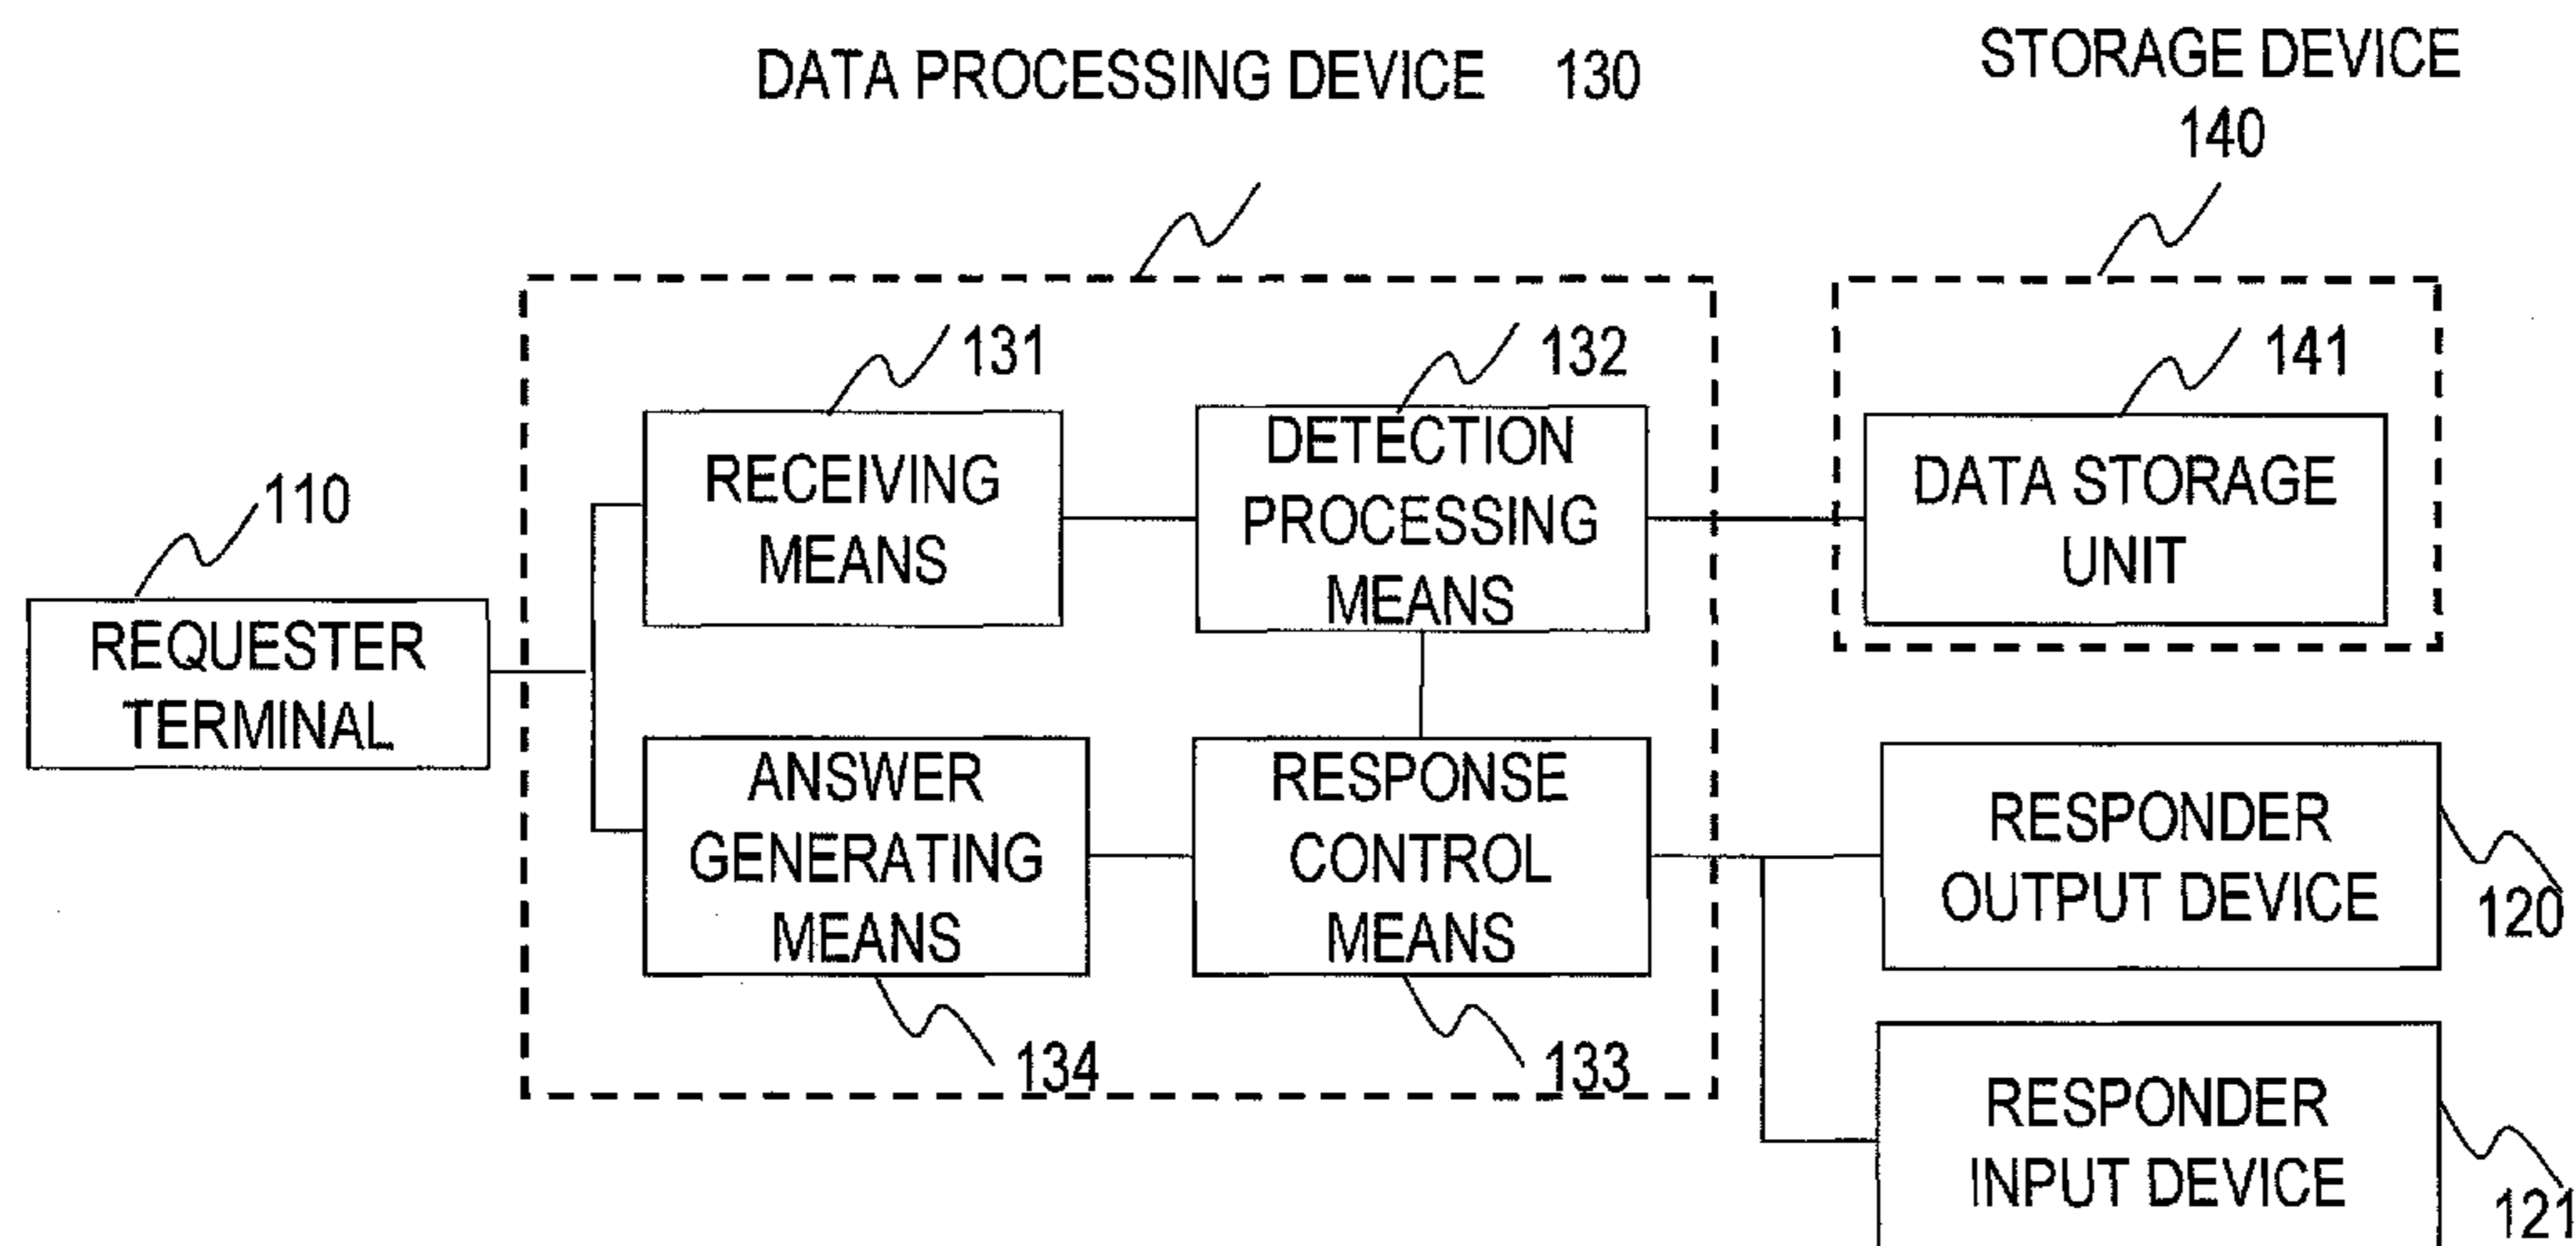 DATA PROCESSING DEVICE 130
STORAGE DEVICE
140
131
132
141
RECEIVING
MEANS
DETECTION
PROCESSING
MEANS
DATA STORAGE
UNIT
110
REQUESTER
TERMINAL
ANSWER
GENERATING
MEANS
RESPONSE
CONTROL
MEANS
RESPONDER
OUTPUT DEVICE
120
134
133
RESPONDER
INPUT DEVICE
121